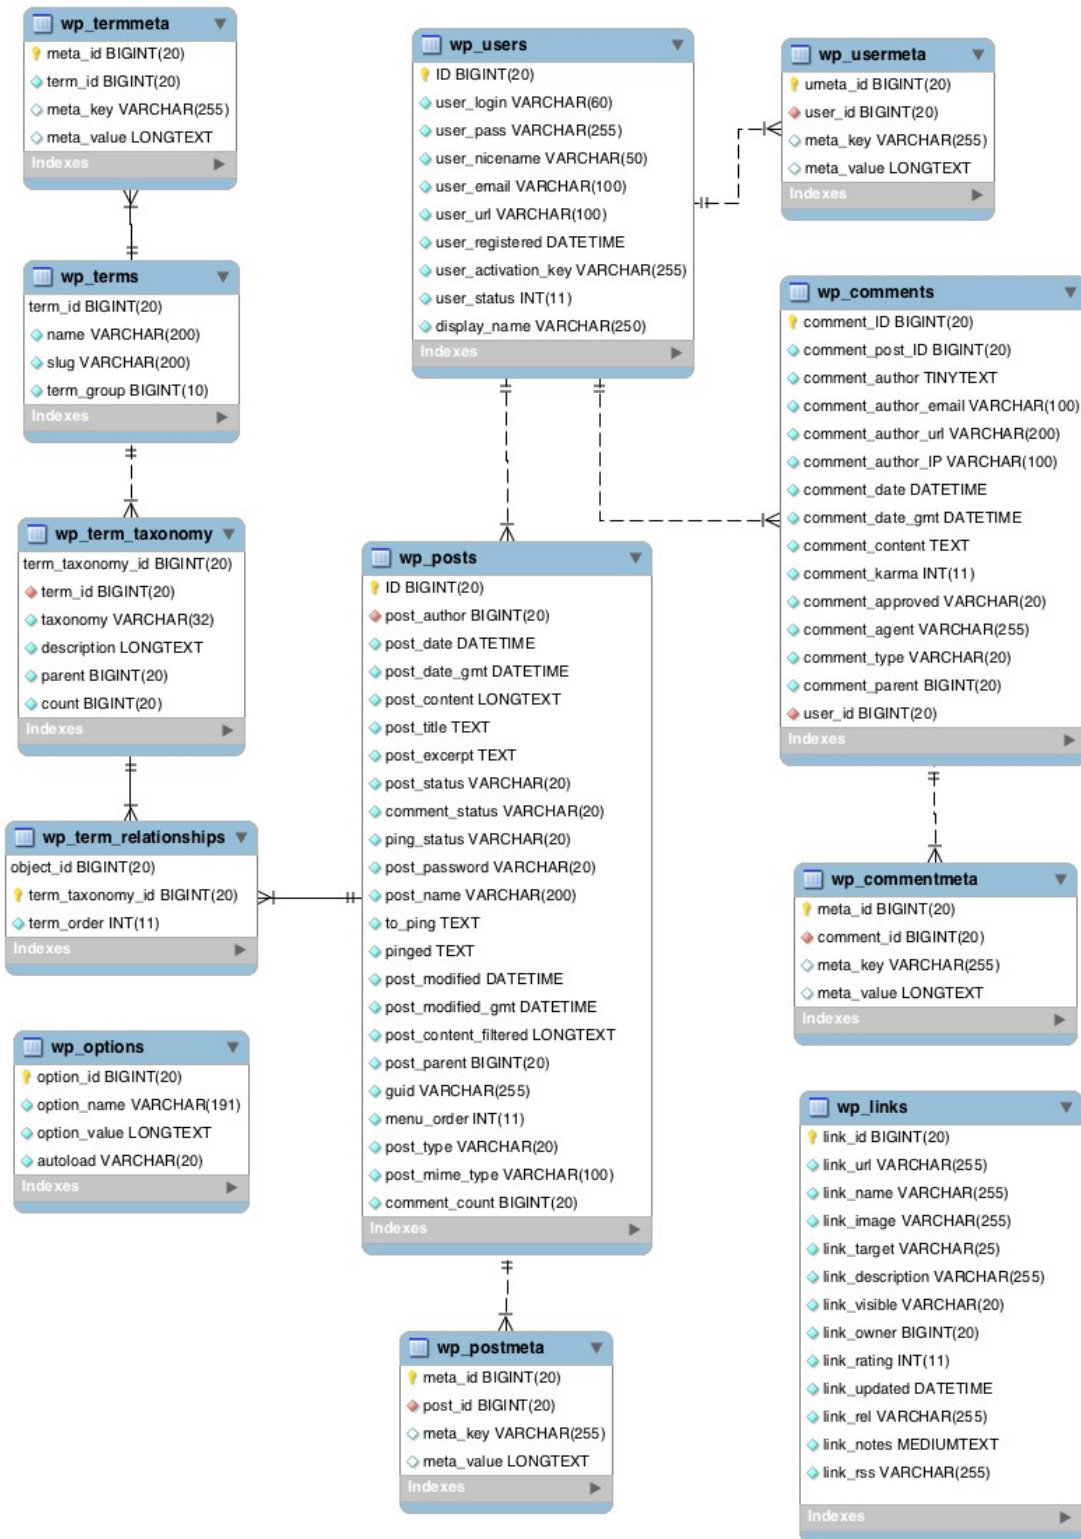 wp_termmeta
meta_id BIGINT(20)
term_id BIGINT(20)
meta_key VARCHAR(255)
meta_value LONGTEXT
Indexes
wp_terms
term_id BIGINT(20)
name VARCHAR(200)
slug VARCHAR(200)
term_group BIGINT(10)
Indexes
wp_term_taxonomy
term_taxonomy_id BIGINT(20)
term_id BIGINT(20)
taxonomy VARCHAR(32)
description LONGTEXT
parent BIGINT(20)
count BIGINT(20)
Indexes
wp_term_relationships
object_id BIGINT(20)
term_taxonomy_id BIGINT(20)
term_order INT(11)
Indexes
wp_options
option_id BIGINT(20)
option_name VARCHAR(191)
option_value LONGTEXT
autoload VARCHAR(20)
Indexes
wp_users
ID BIGINT(20)
user_login VARCHAR(60)
user_pass VARCHAR(255)
user_nicename VARCHAR(50)
user_email VARCHAR(100)
user_url VARCHAR(100)
user_registered DATETIME
user_activation_key VARCHAR(255)
user_status INT(11)
display_name VARCHAR(250)
Indexes
wp_posts
ID BIGINT(20)
post_author BIGINT(20)
post_date DATETIME
post_date_gmt DATETIME
post_content LONGTEXT
post_title TEXT
post_excerpt TEXT
post_status VARCHAR(20)
comment_status VARCHAR(20)
ping_status VARCHAR(20)
post_password VARCHAR(20)
post_name VARCHAR(200)
to_ping TEXT
pinged TEXT
post_modified DATETIME
post_modified_gmt DATETIME
post_content_filtered LONGTEXT
post_parent BIGINT(20)
guid VARCHAR(255)
menu_order INT(11)
post_type VARCHAR(20)
post_mime_type VARCHAR(100)
comment_count BIGINT(20)
Indexes
wp_postmeta
meta_id BIGINT(20)
post_id BIGINT(20)
meta_key VARCHAR(255)
meta_value LONGTEXT
Indexes
wp_usermeta
umeta_id BIGINT(20)
user_id BIGINT(20)
meta_key VARCHAR(255)
meta_value LONGTEXT
Indexes
wp_comments
comment_ID BIGINT(20)
comment_post_ID BIGINT(20)
comment_author TINYTEXT
comment_author_email VARCHAR(100)
comment_author_url VARCHAR(200)
comment_author_IP VARCHAR(100)
comment_date DATETIME
comment_date_gmt DATETIME
comment_content TEXT
comment_karma INT(11)
comment_approved VARCHAR(20)
comment_agent VARCHAR(255)
comment_type VARCHAR(20)
comment_parent BIGINT(20)
user_id BIGINT(20)
Indexes
wp_commentmeta
meta_id BIGINT(20)
comment_id BIGINT(20)
meta_key VARCHAR(255)
meta_value LONGTEXT
Indexes
wp_links
link_id BIGINT(20)
link_url VARCHAR(255)
link_name VARCHAR(255)
link_image VARCHAR(255)
link_target VARCHAR(25)
link_description VARCHAR(255)
link_visible VARCHAR(20)
link_owner BIGINT(20)
link_rating INT(11)
link_updated DATETIME
link_rel VARCHAR(255)
link_notes MEDIUMTEXT
link_rss VARCHAR(255)
Indexes